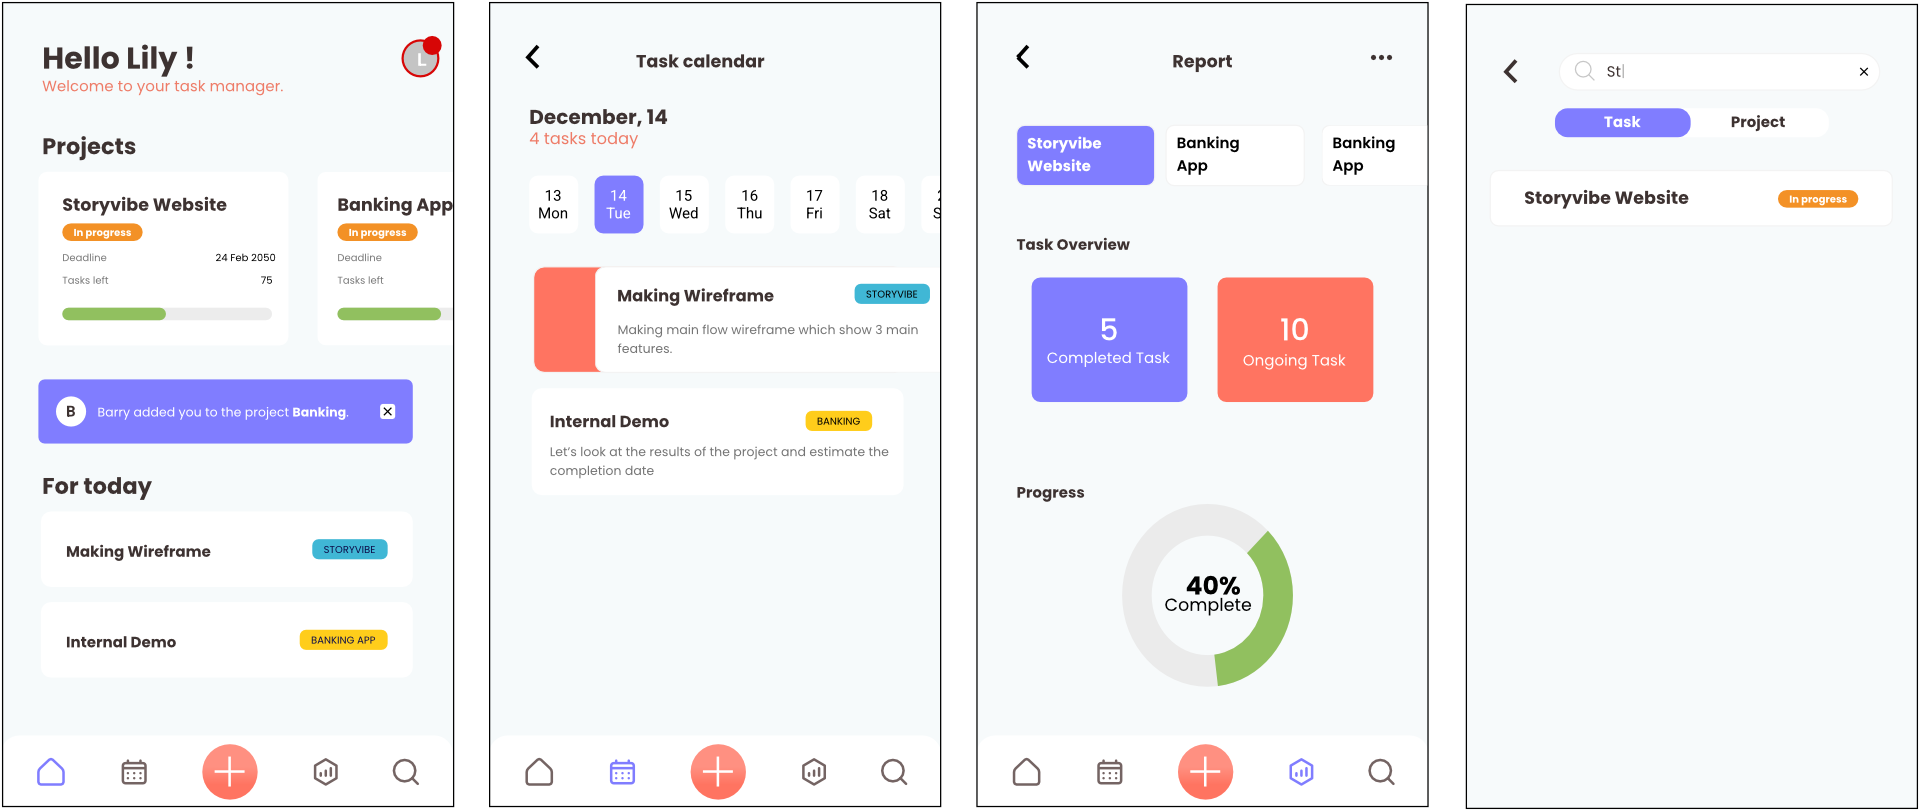 Hello Lily !
L
Welcome to your task manager.
Projects
Storyvibe Website
In progress
Deadline
24 Feb 2050
Tasks left
75
Banking App
In progress
Deadline
Tasks left
B
Barry added you to the project Banking.
For today
Making Wireframe
STORYVIBE
Internal Demo
BANKING APP
Task calendar
December, 14
4 tasks today
13
Mon
14
Tue
15
Wed
16
Thu
17
Fri
18
Sat
S
Making Wireframe
STORYVIBE
Making main flow wireframe which show 3 main
features.
Internal Demo
BANKING
Let's look at the results of the project and estimate the
completion date
Report
Storyvibe
Website
Banking
App
Banking
App
Task Overview
5
Completed Task
10
Ongoing Task
Progress
40%
Complete
St
Task
Project
Storyvibe Website
In progress